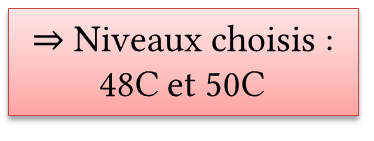 ⇒ Niveaux choisis :
48C et 50C